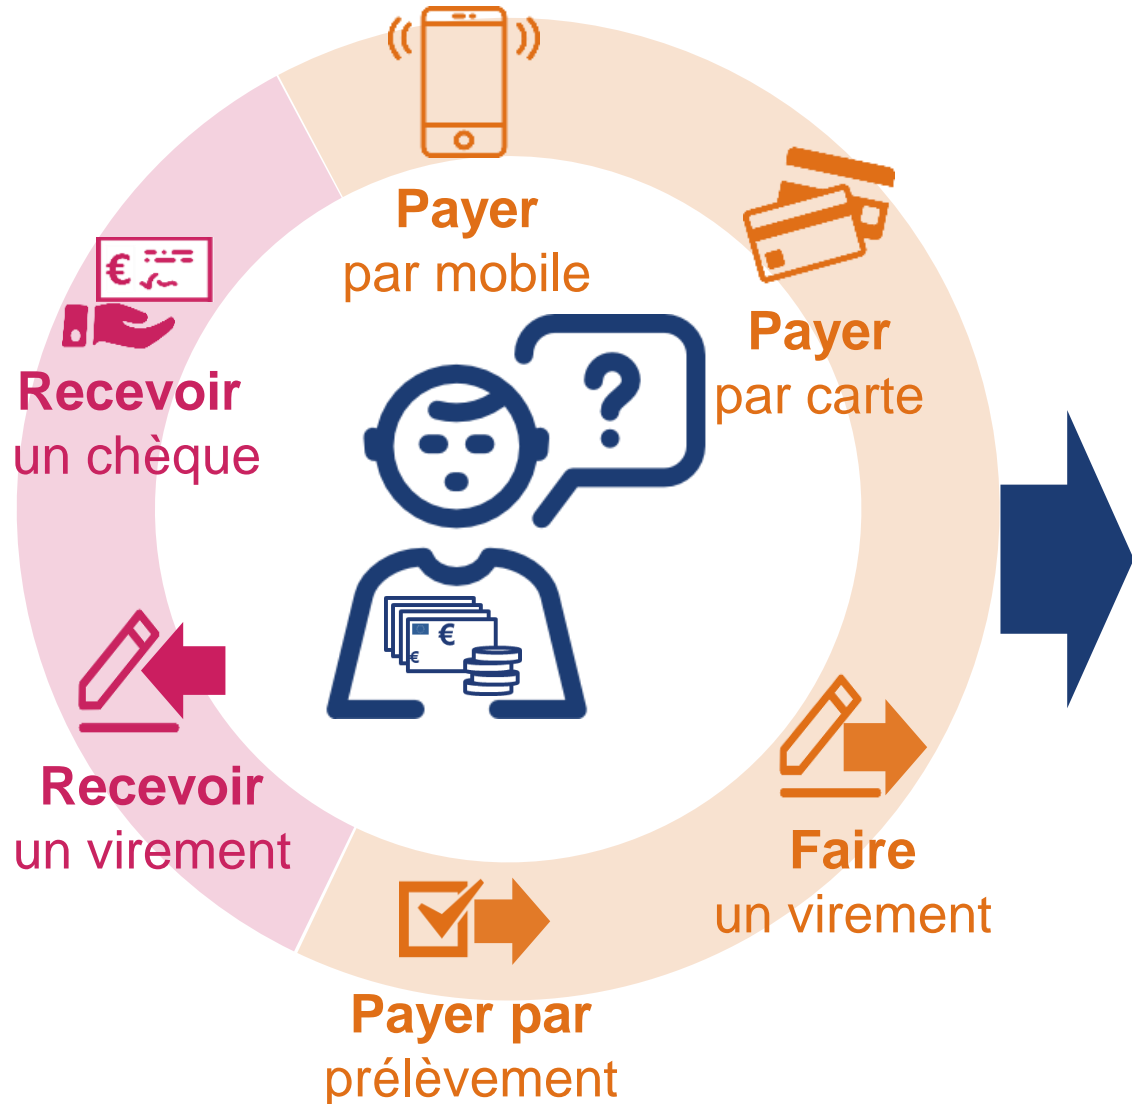 Payer
par mobile
Payer
par carte
Recevoir
un chèque
?
€
€
€
Recevoir
un virement
Faire
un virement
Payer par
prélèvement